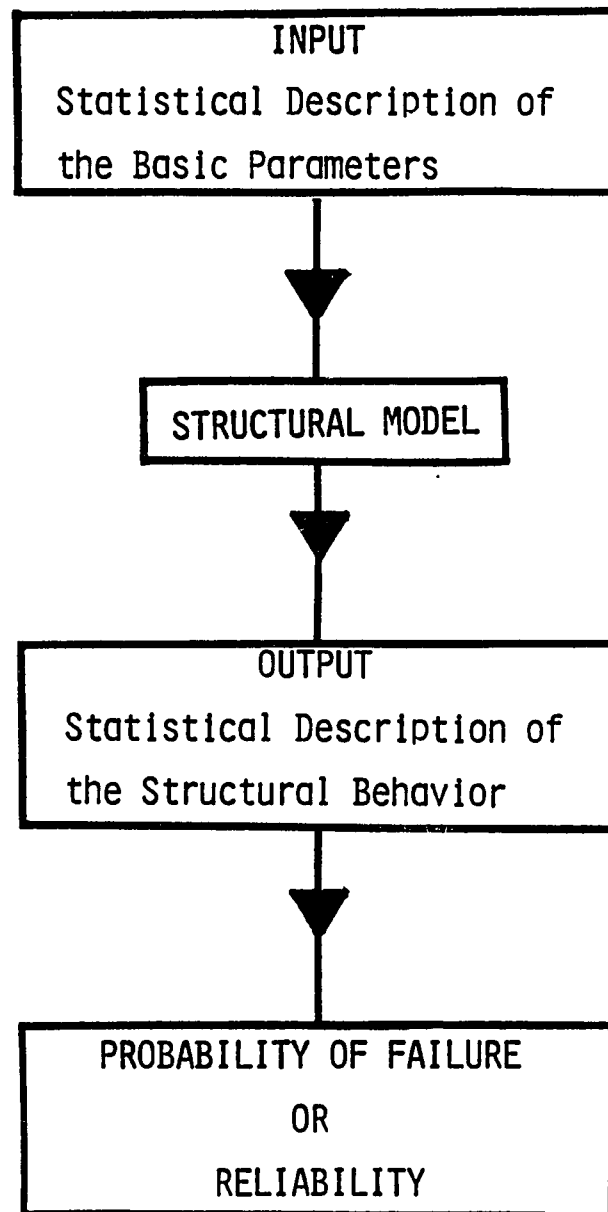 INPUT
Statistical Description of
the Basic Parameters
STRUCTURAL MODEL
OUTPUT
Statistical Description of
the Structural Behavior
PROBABILITY OF FAILURE
OR
RELIABILITY